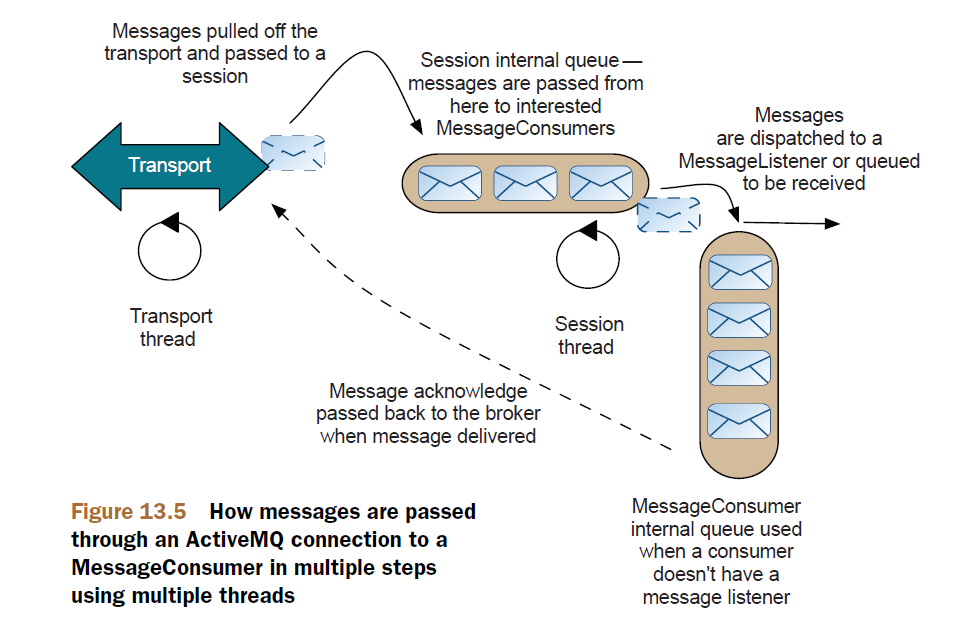 Messages pulled off the
transport and passed to a
session
Session internal queue—
messages are passed from
here to interested
MessageConsumers
Messages
are dispatched to a
MessageListener or queued
to be received
Transport
Transport
thread
Session
thread
Message acknowledge
passed back to the broker
when message delivered
MessageConsumer
internal queue used
when a consumer
doesn't have a
message listener
Figure 13.5 How messages are passed
through an ActiveMQ connection to a
MessageConsumer in multiple steps
using multiple threads